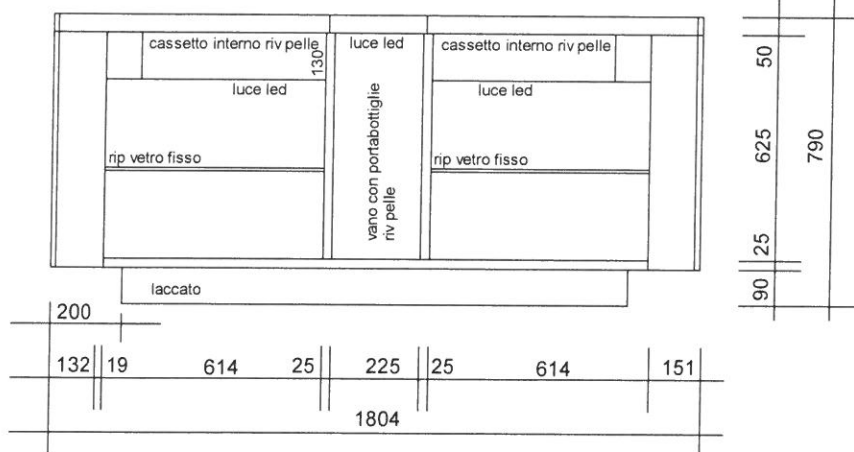 cassetto interno riv pelle
luce led
cassetto interno riv pelle
130
luce led
luce led
rip vetro fisso
rip vetro fisso
vano con portabottiglie
riv pelle
laccato
50
625
790
25
90
200
132
19
614
25
225
25
614
151
1804